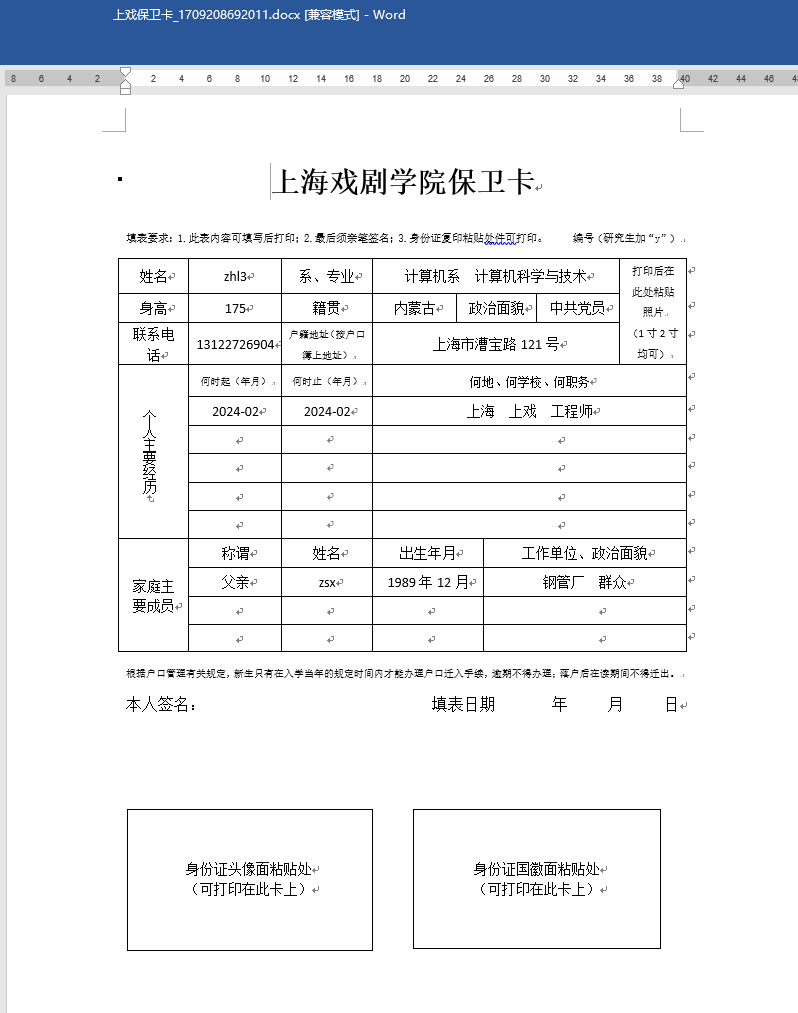 上戏保卫卡_1709208692011.docx [兼容模式] - Word
8 6 4 2 2 4 6 8 10 12 14 16 18 20 22 24 26 28 30 32 34 36 38 40 42 44 46 48
上海戏剧学院保卫卡
填表要求：1.此表内容可填写后打印；2.最后须亲笔签名；3.身份证复印粘贴处件可打印。 编号（研究生加“y”）
姓名 zhl3 系、专业 计算机系 计算机科学与技术
打印后在
此处粘贴
照片
（1寸2寸
均可）
身高 175 籍贯 内蒙古 政治面貌 中共党员
联系电
话
13122726904
户籍地址（按户口
簿上地址）
上海市漕宝路 121 号
个人主要经历
何时起（年月） 何时止（年月） 何地、何学校、何职务
2024-02 2024-02 上海 上戏 工程师
家庭主
要成员
称谓 姓名 出生年月 工作单位、政治面貌
父亲 zsx 1989 年 12 月 钢管厂 群众
根据户口管理有关规定，新生只有在入学当年的规定时间内才能办理户口迁入手续，逾期不得办理；落户后在读期间不得迁出。
本人签名： 填表日期 年 月 日
身份证头像面粘贴处
（可打印在此卡上）
身份证国徽面粘贴处
（可打印在此卡上）